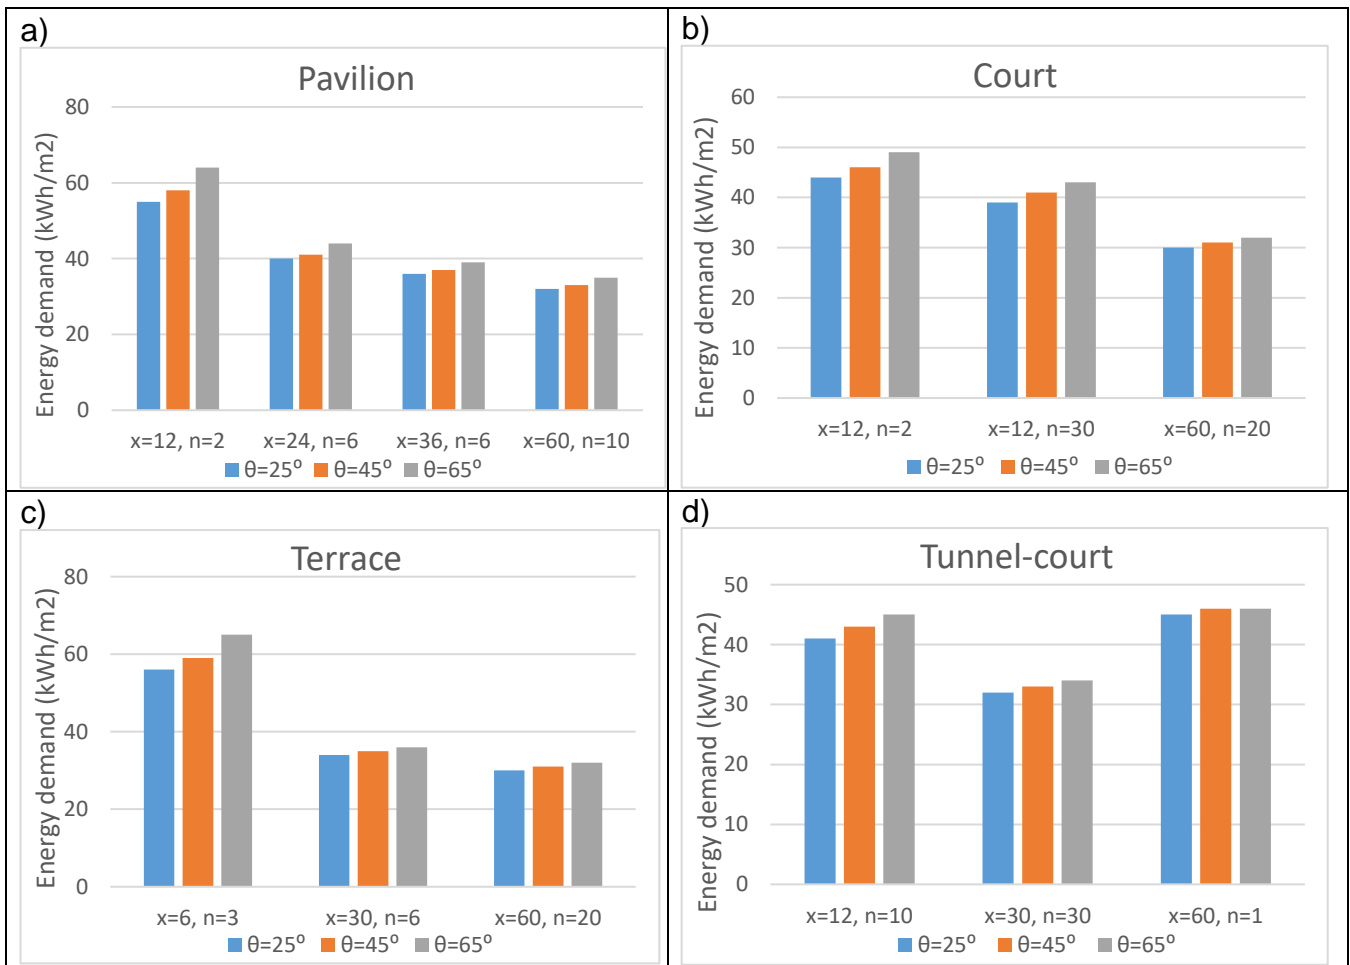 a)
Pavilion
Energy demand (kWh/m2)
80
60
40
20
0
x=12, n=2 x=24, n=6 x=36, n=6 x=60, n=10
θ=25° θ=45° θ=65°
b)
Court
Energy demand (kWh/m2)
60
50
40
30
20
10
0
x=12, n=2 x=12, n=30 x=60, n=20
θ=25° θ=45° θ=65°
c)
Terrace
Energy demand (kWh/m2)
80
60
40
20
0
x=6, n=3 x=30, n=6 x=60, n=20
θ=25° θ=45° θ=65°
d)
Tunnel-court
Energy demand (kWh/m2)
50
40
30
20
10
0
x=12, n=10 x=30, n=30 x=60, n=1
θ=25° θ=45° θ=65°